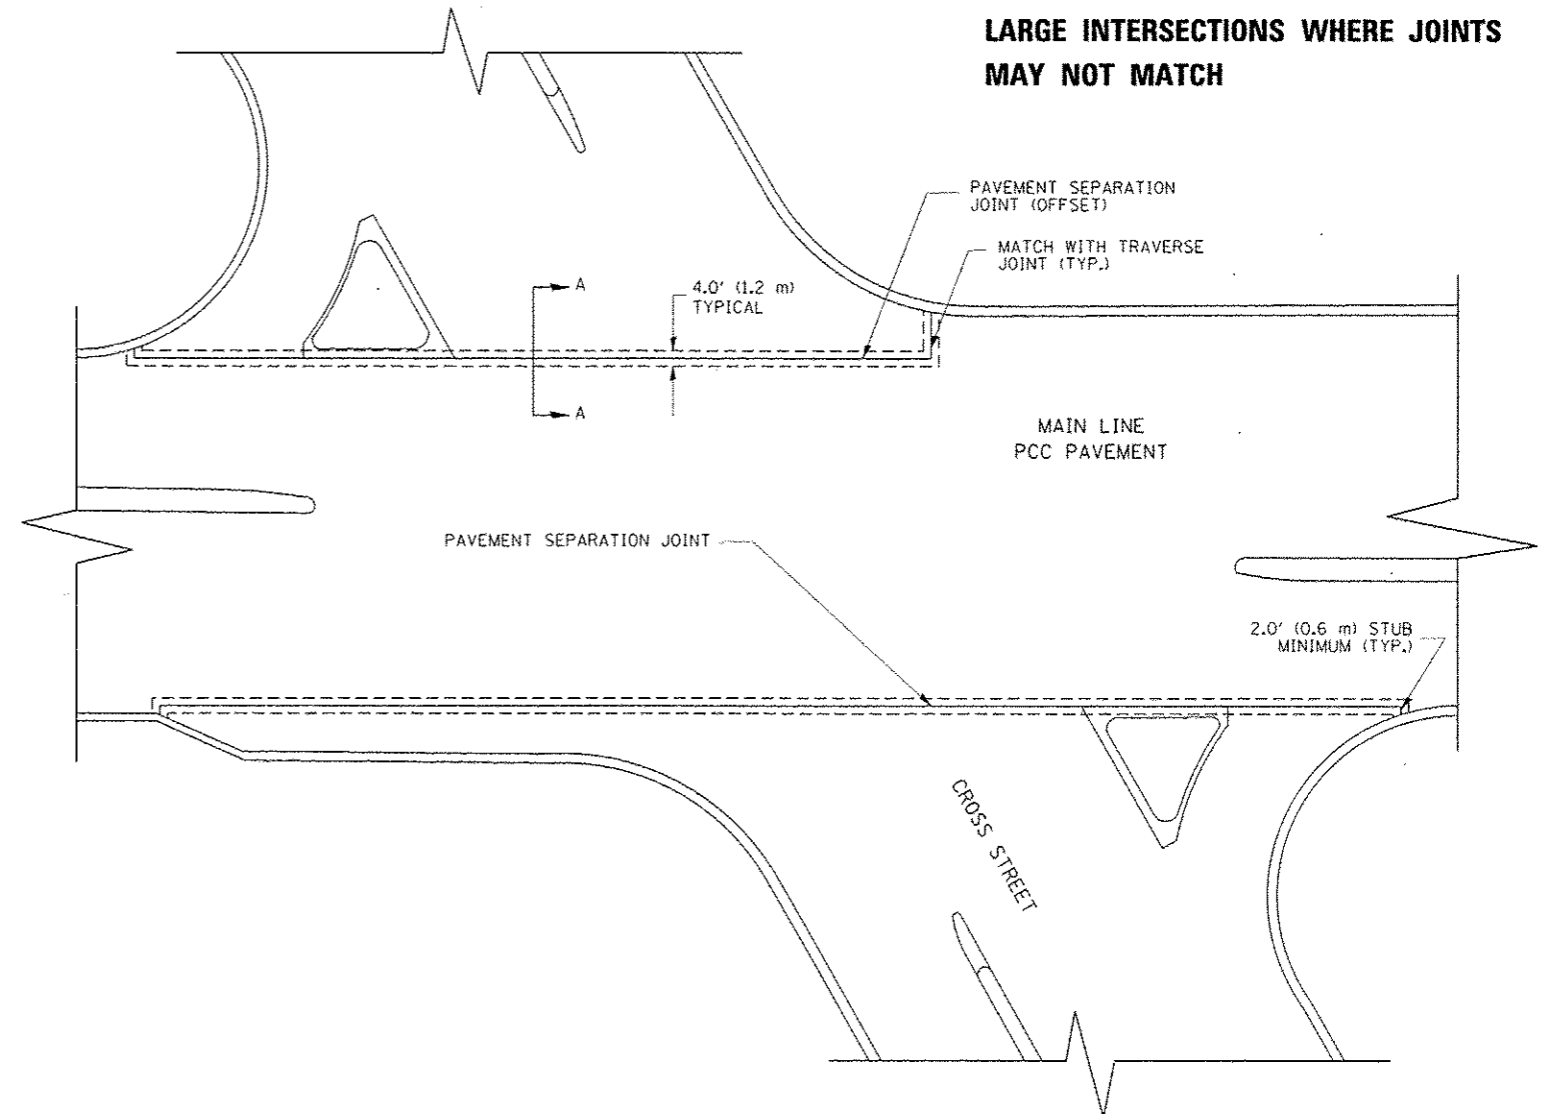 LARGE INTERSECTIONS WHERE JOINTS
MAY NOT MATCH
PAVEMENT SEPARATION
JOINT (OFFSET)
MATCH WITH TRAVERSE
JOINT (TYP.)
A
4.0' (1.2 m)
TYPICAL
A
MAIN LINE
PCC PAVEMENT
PAVEMENT SEPARATION JOINT
2.0' (0.6 m) STUB
MINIMUM (TYP.)
CROSS STREET